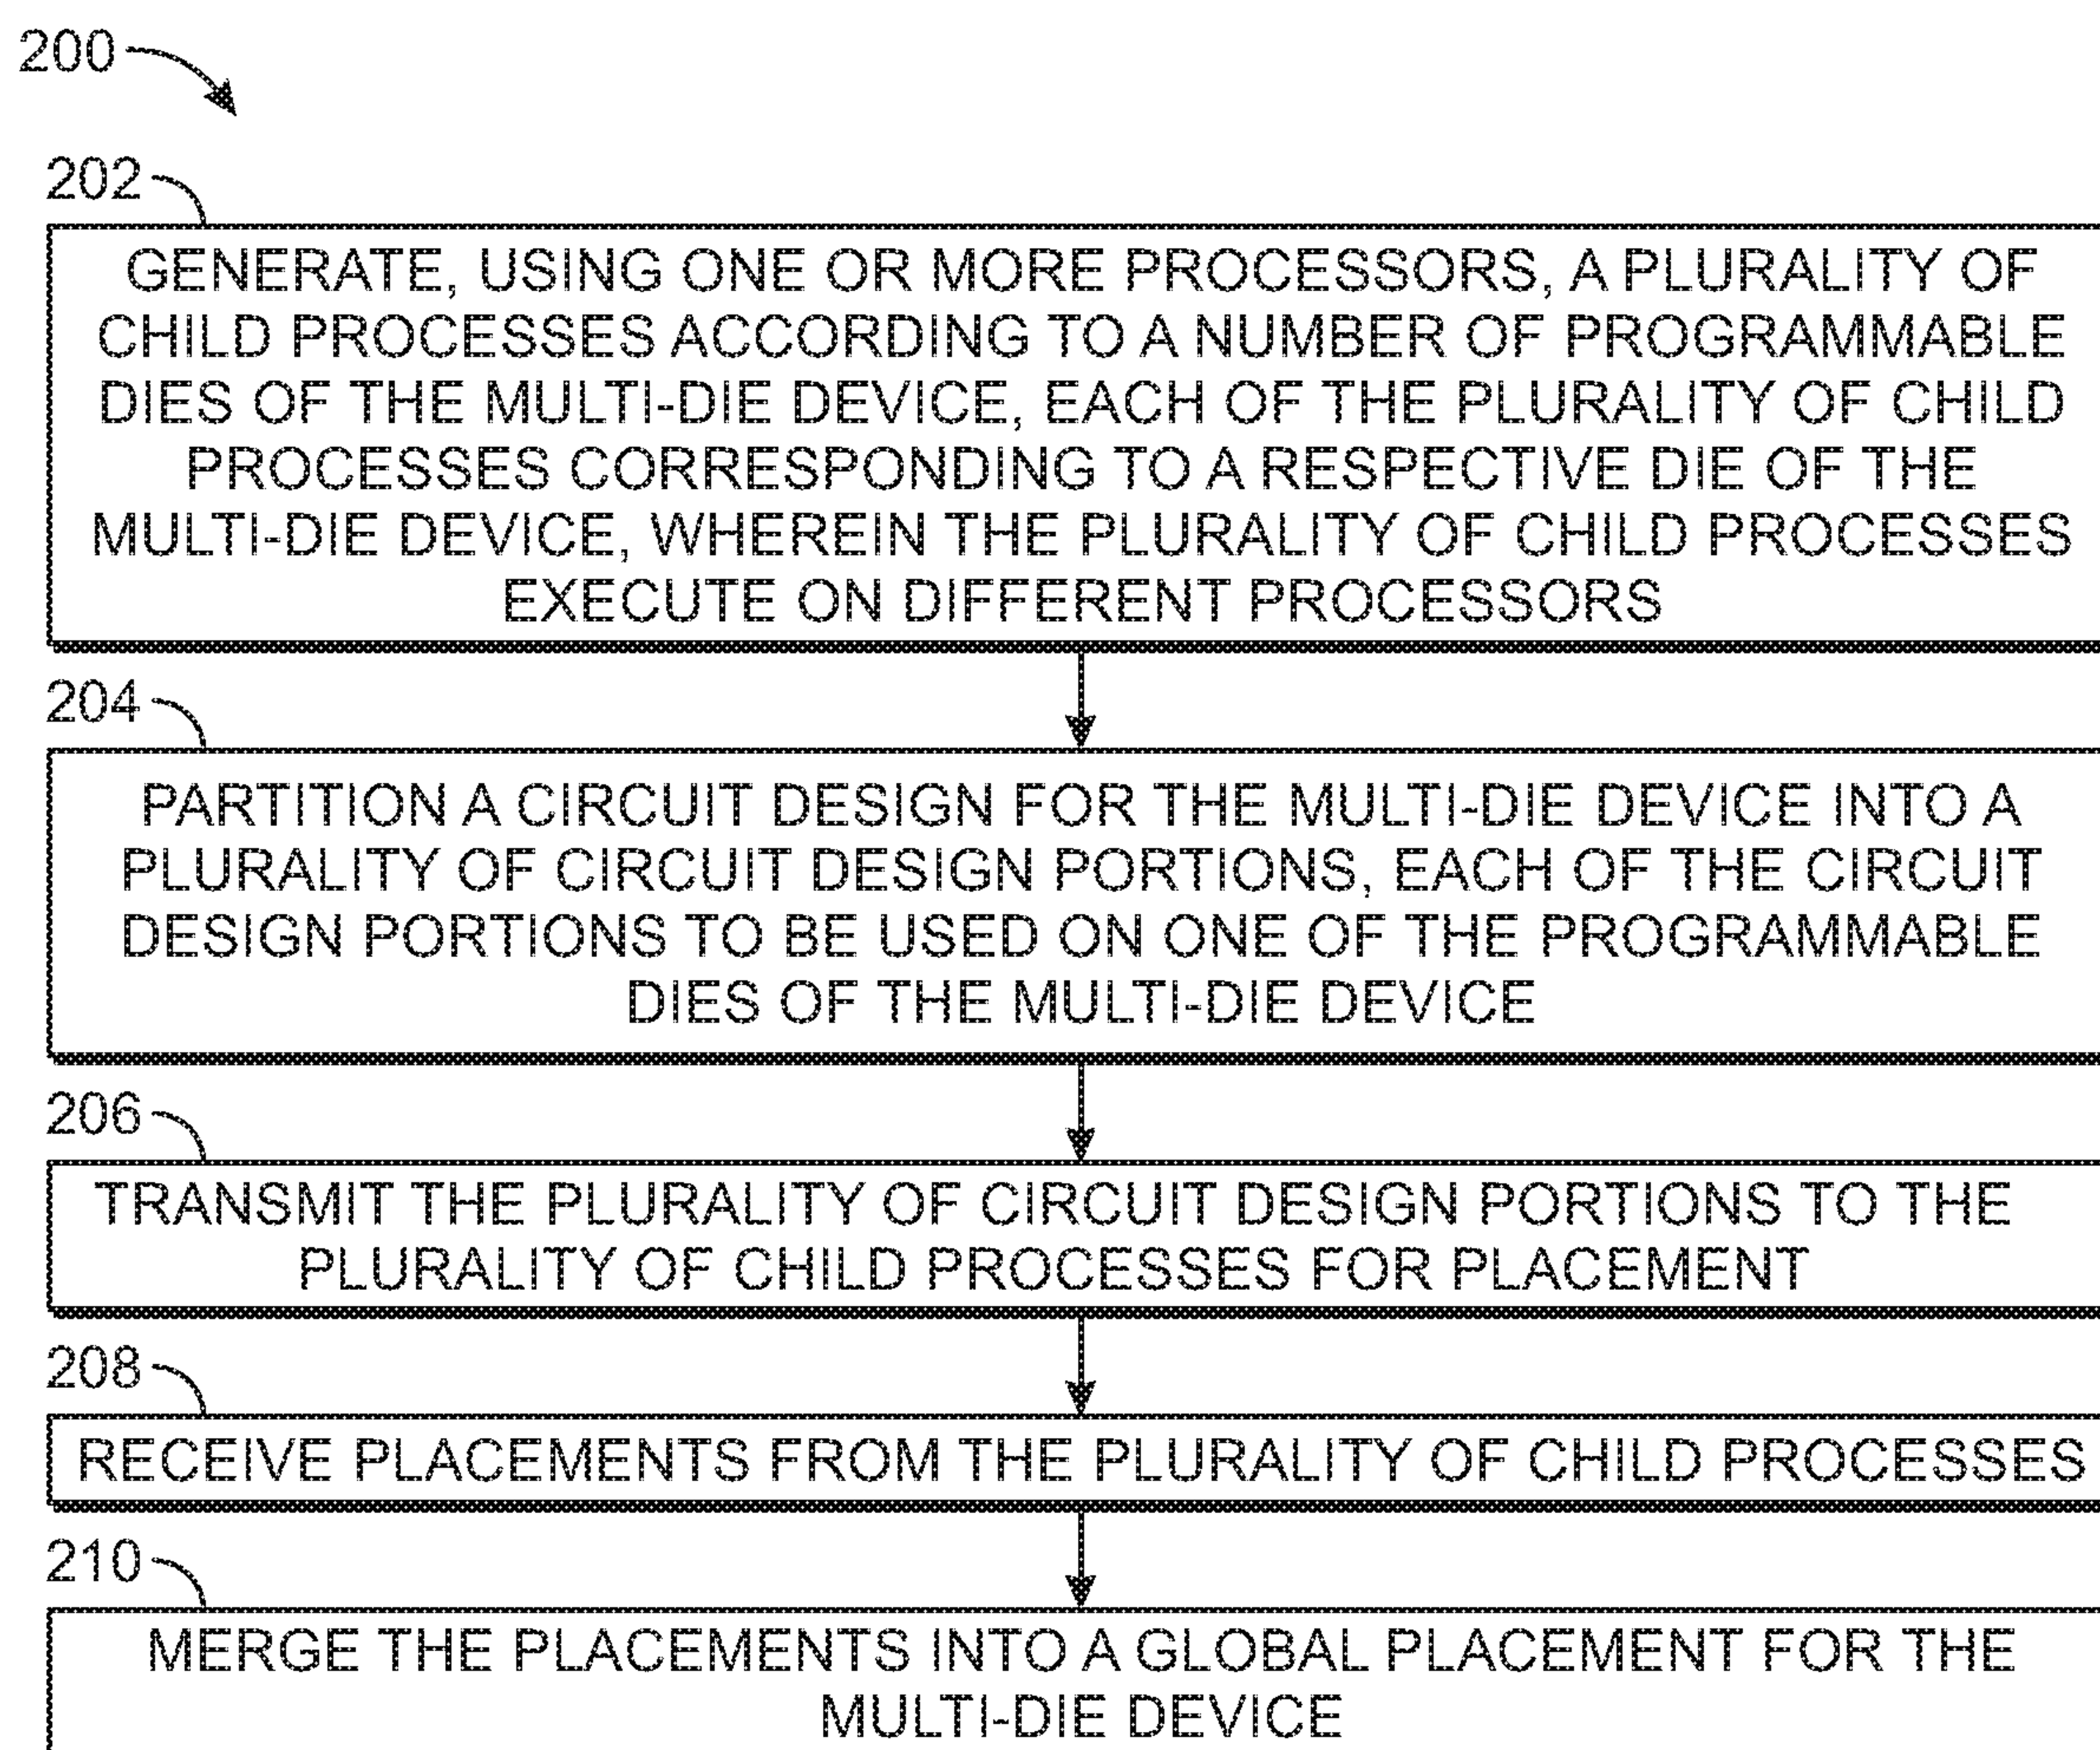 200
202
GENERATE, USING ONE OR MORE PROCESSORS, A PLURALITY OF
CHILD PROCESSES ACCORDING TO A NUMBER OF PROGRAMMABLE
DIES OF THE MULTI-DIE DEVICE, EACH OF THE PLURALITY OF CHILD
PROCESSES CORRESPONDING TO A RESPECTIVE DIE OF THE
MULTI-DIE DEVICE, WHEREIN THE PLURALITY OF CHILD PROCESSES
EXECUTE ON DIFFERENT PROCESSORS
204
PARTITION A CIRCUIT DESIGN FOR THE MULTI-DIE DEVICE INTO A
PLURALITY OF CIRCUIT DESIGN PORTIONS, EACH OF THE CIRCUIT
DESIGN PORTIONS TO BE USED ON ONE OF THE PROGRAMMABLE
DIES OF THE MULTI-DIE DEVICE
206
TRANSMIT THE PLURALITY OF CIRCUIT DESIGN PORTIONS TO THE
PLURALITY OF CHILD PROCESSES FOR PLACEMENT
208
RECEIVE PLACEMENTS FROM THE PLURALITY OF CHILD PROCESSES
210
MERGE THE PLACEMENTS INTO A GLOBAL PLACEMENT FOR THE
MULTI-DIE DEVICE